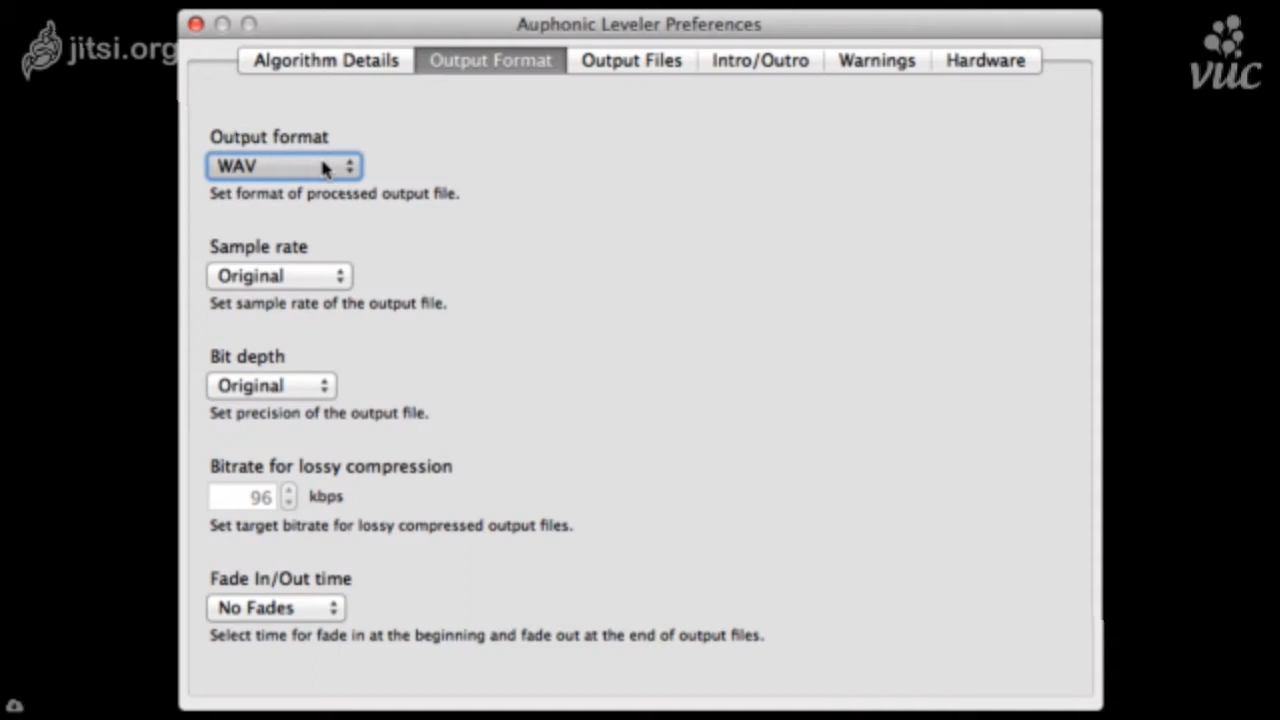 Auphonic Leveler Preferences
jitsi.org
vuc
Algorithm Details
Output Format
Output Files
Intro/Outro
Warnings
Hardware
Output format
WAV
Set format of processed output file.
Sample rate
Original
Set sample rate of the output file.
Bit depth
Original
Set precision of the output file.
Bitrate for lossy compression
96 kbps
Set target bitrate for lossy compressed output files.
Fade In/Out time
No Fades
Select time for fade in at the beginning and fade out at the end of output files.